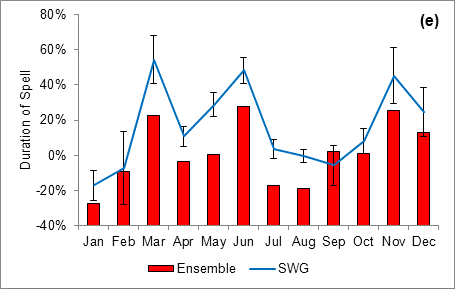 (e)
80%
60%
40%
20%
0%
-20%
-40%
Duration of Spell
Jan Feb Mar Apr May Jun Jul Aug Sep Oct Nov Dec
Ensemble SWG